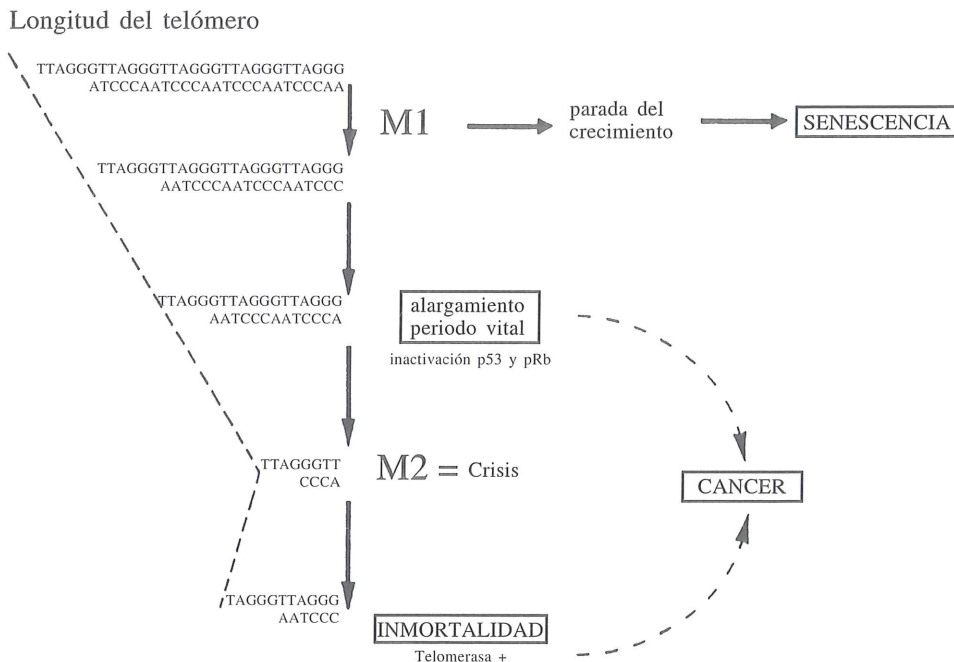 Longitud del telómero
TTAGGGTTAGGGTTAGGGTTAGGGTTAGGG
ATCCCAATCCCAATCCCAATCCCAA
M1
parada del
crecimiento
SENESCENCIA
TTAGGGTTAGGGTTAGGGTTAGGG
AATCCCAATCCCAATCCC
TTAGGGTTAGGGTTAGGG
AATCCCAATCCCA
alargamiento
periodo vital
inactivación p53 y pRb
TTAGGGTT
CCCA
M2 = Crisis
CANCER
TAGGGTTAGGG
AATCCC
INMORTALIDAD
Telomerasa +